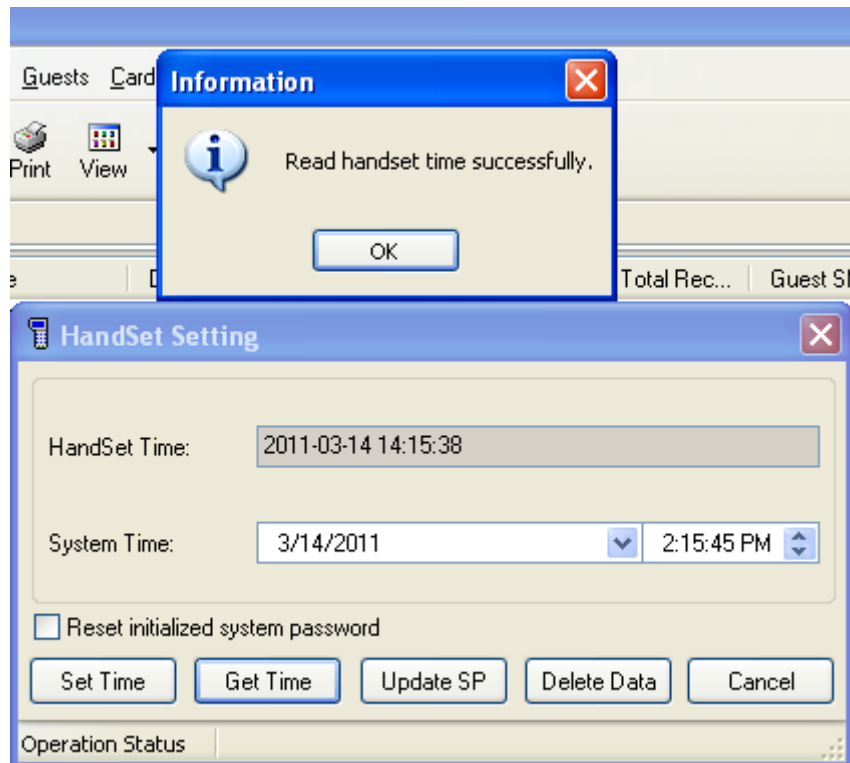 Guests Card
Information
Print View
Read handset time successfully.
OK
Total Rec... Guest
HandSet Setting
HandSet Time: 2011-03-14 14:15:38
System Time: 3/14/2011 2:15:45 PM
Reset initialized system password
Set Time Get Time Update SP Delete Data Cancel
Operation Status